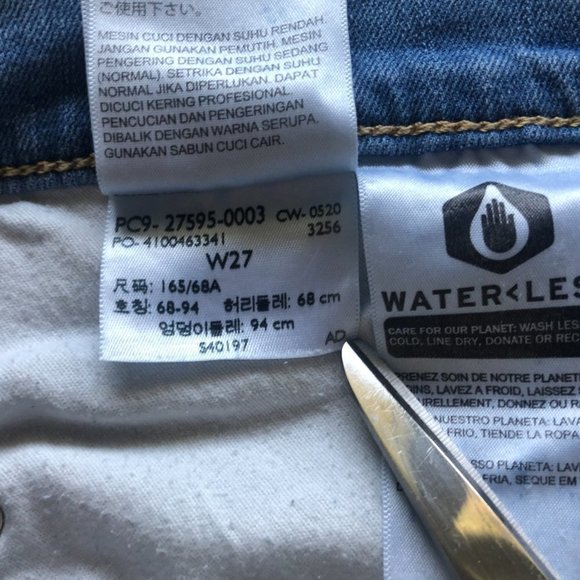 ご使用下さい。
MESIN CUCI DENGAN SUHU RENDAH.
JANGAN GUNAKAN PEMUTIH. MESIN
PENGERING DENGAN SUHU SEDANG
(NORMAL). SETRIKA DENGAN SUHU
NORMAL JIKA DIPERLUKAN. DAPAT
DICUCI KERING PROFESIONAL
PENCUCIAN DAN PENGERINGAN
DIBALIK DENGAN WARNA SERUPA.
GUNAKAN SABUN CUCI CAIR.
PC9- 27595-0003 CW- 0520
PO- 4100463341 3256
W27
尺码: 165/68A
호칭: 68-94 허리둘레: 68 cm
엉덩이둘레: 94 cm
S40197 AD
WATER<LES
CARE FOR OUR PLANET: WASH LES
COLD, LINE DRY, DONATE OR REC
PRENEZ SOIN DE NOTRE PLANETE
OINS, LAVEZ A FROID, LAISSEZ S
URELLEMENT, DONNEZ OU R
NUESTRO PLANETA: LAVA
FRIO, TIENDE LA ROPA
SSO PLANETA:
ERIA, SEQUE EM